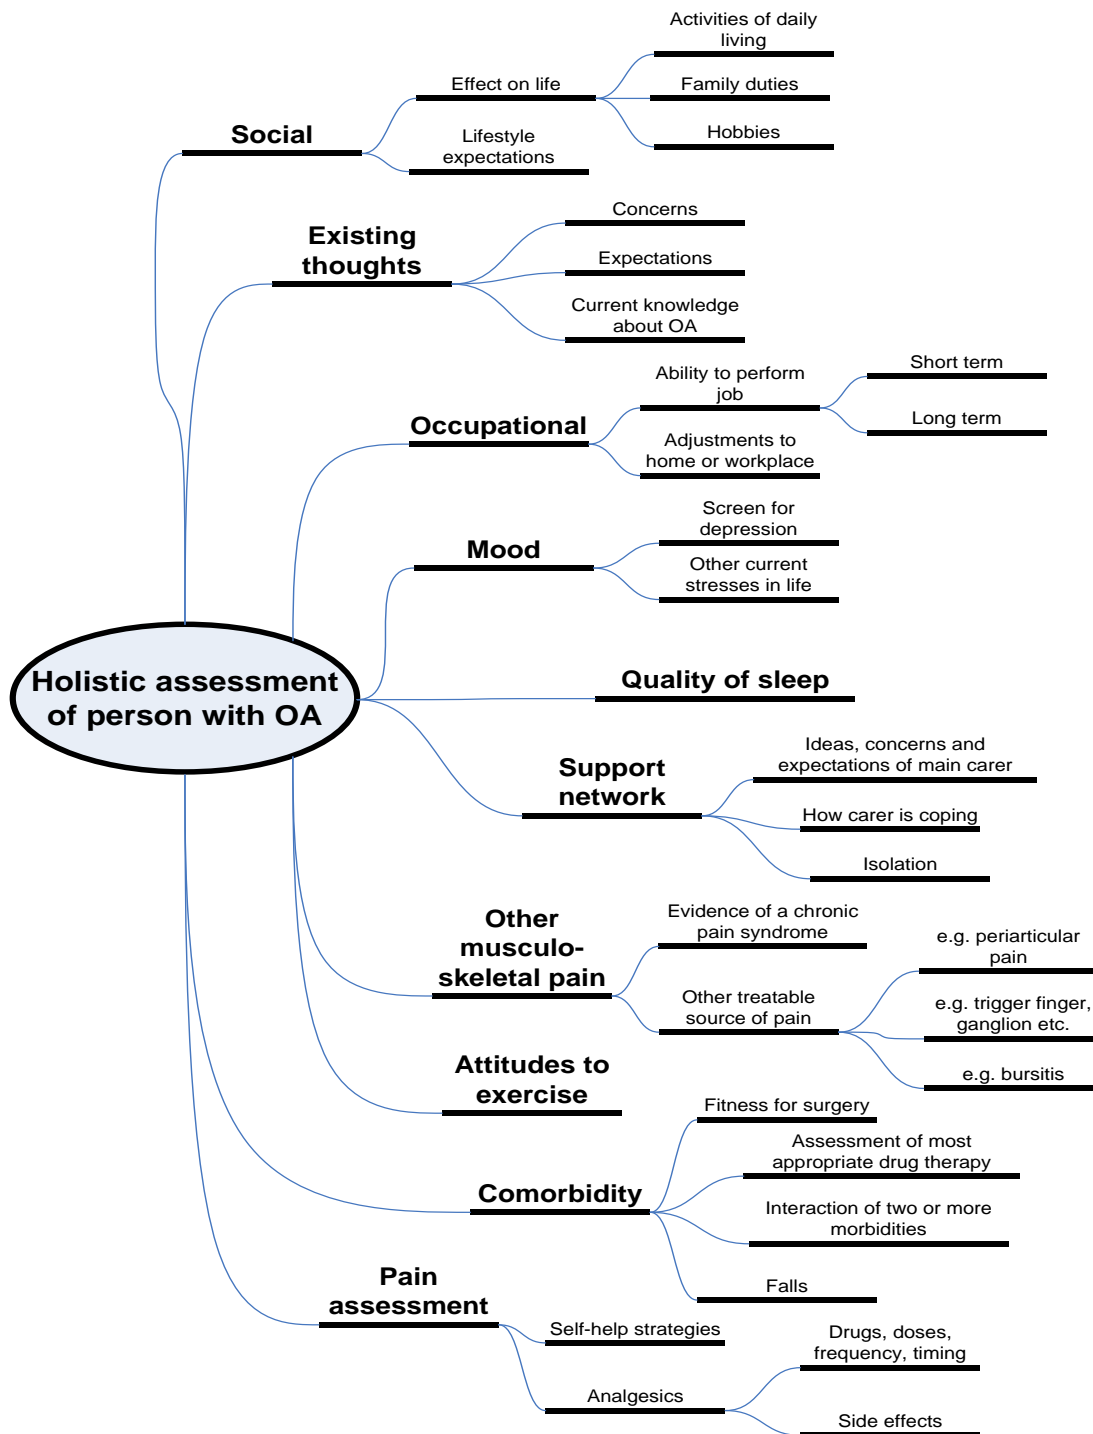 Activities of daily
living
Effect on life
Family duties
Social
Hobbies
Lifestyle
expectations
Concerns
Existing
thoughts
Expectations
Current knowledge
about OA
Ability to perform
job
Short term
Long term
Occupational
Adjustments to
home or workplace
Screen for
depression
Mood
Other current
stresses in life
Holistic assessment
of person with OA
Quality of sleep
Support
network
Ideas, concerns and
expectations of main carer
How carer is coping
Isolation
Other
musculo-
skeletal pain
Evidence of a chronic
pain syndrome
Other treatable
source of pain
e.g. periarticular
pain
e.g. trigger finger,
ganglion etc.
e.g. bursitis
Attitudes to
exercise
Fitness for surgery
Assessment of most
appropriate drug therapy
Comorbidity
Interaction of two or more
morbidities
Falls
Pain
assessment
Self-help strategies
Analgesics
Drugs, doses,
frequency, timing
Side effects